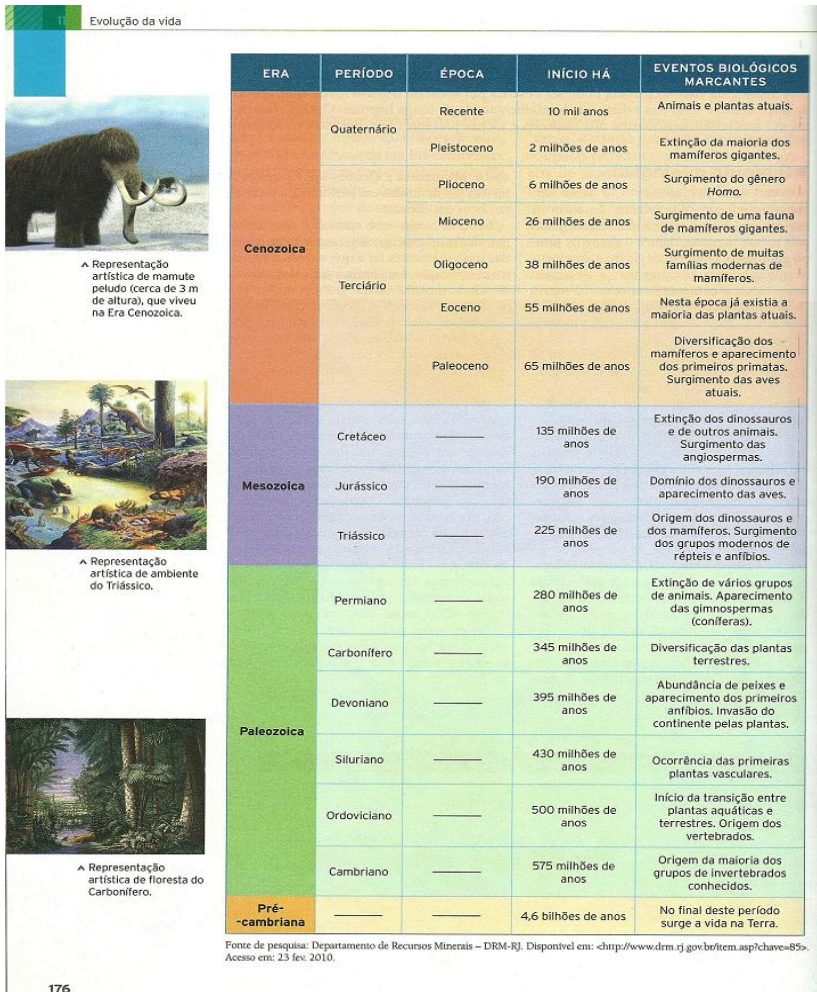 11 Evolução da vida
ERA PERÍODO ÉPOCA INÍCIO HÁ EVENTOS BIOLÓGICOS
MARCANTES
Cenozoica
Quaternário
Recente 10 mil anos Animais e plantas atuais.
Pleistoceno 2 milhões de anos Extinção da maioria dos
mamíferos gigantes.
Terciário
Plioceno 6 milhões de anos Surgimento do gênero
Homo.
Mioceno 26 milhões de anos Surgimento de uma fauna
de mamíferos gigantes.
Oligoceno 38 milhões de anos Surgimento de muitas
famílias modernas de
mamíferos.
Eoceno 55 milhões de anos Nesta época já existia a
maioria das plantas atuais.
Paleoceno 65 milhões de anos Diversificação dos
mamíferos e aparecimento
dos primeiros primatas.
Surgimento das aves
atuais.
Mesozoica
Cretáceo ——— 135 milhões de
anos
Extinção dos dinossauros
e de outros animais.
Surgimento das
angiospermas.
Jurássico ——— 190 milhões de
anos
Domínio dos dinossauros e
aparecimento das aves.
Triássico ——— 225 milhões de
anos
Origem dos dinossauros e
dos mamíferos. Surgimento
dos grupos modernos de
répteis e anfíbios.
Paleozoica
Permiano ——— 280 milhões de
anos
Extinção de vários grupos
de animais. Aparecimento
das gimnospermas
(coníferas).
Carbonífero ——— 345 milhões de
anos
Diversificação das plantas
terrestres.
Devoniano ——— 395 milhões de
anos
Abundância de peixes e
aparecimento dos primeiros
anfíbios. Invasão do
continente pelas plantas.
Siluriano ——— 430 milhões de
anos
Ocorrência das primeiras
plantas vasculares.
Ordoviciano ——— 500 milhões de
anos
Início da transição entre
plantas aquáticas e
terrestres. Origem dos
vertebrados.
Cambriano ——— 575 milhões de
anos
Origem da maioria dos
grupos de invertebrados
conhecidos.
Pré-
-cambriana
——— ——— 4,6 bilhões de anos No final deste período
surge a vida na Terra.
Fonte de pesquisa: Departamento de Recursos Minerais – DRM-RJ. Disponível em: <http://www.drm.rj.gov.br/item.asp?chave=85>.
Acesso em: 23 fev. 2010.
^ Representação
artística de mamute
peludo (cerca de 3 m
de altura), que viveu
na Era Cenozoica.
^ Representação
artística de ambiente
do Triássico.
^ Representação
artística de floresta do
Carbonífero.
176